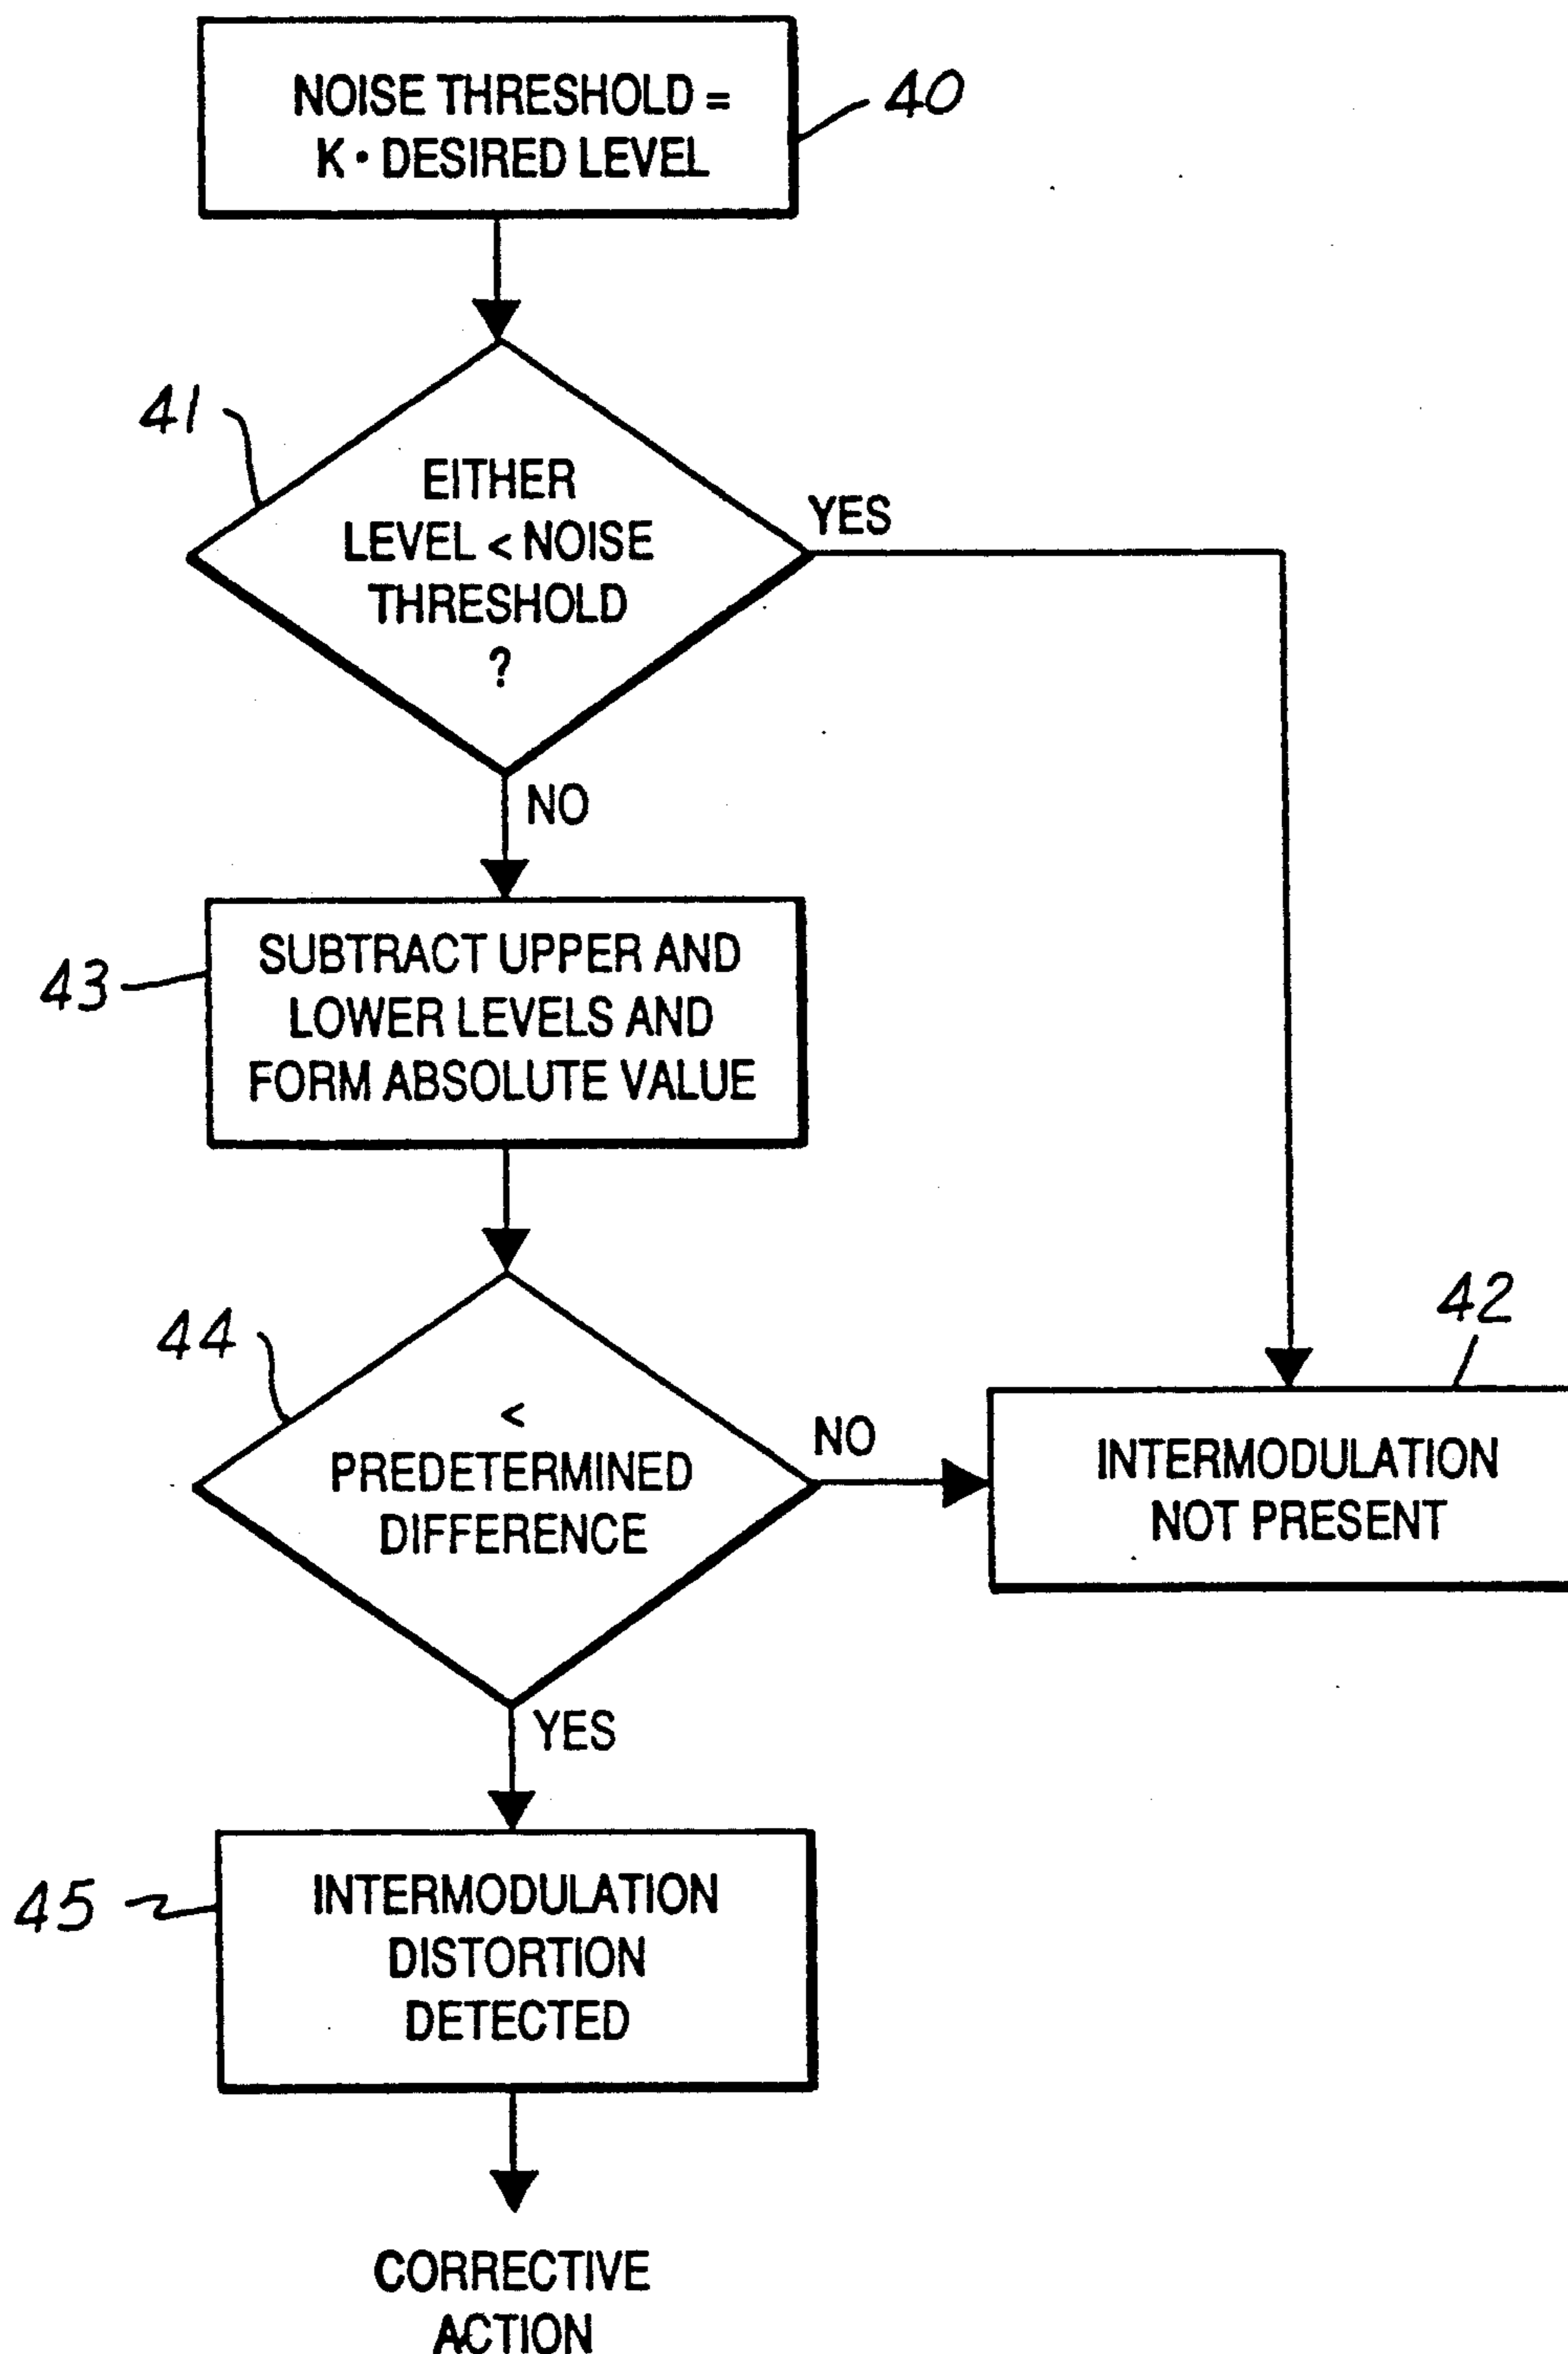 NOISE THRESHOLD =
K · DESIRED LEVEL
40
41
EITHER
LEVEL < NOISE
THRESHOLD
?
YES
NO
43
SUBTRACT UPPER AND
LOWER LEVELS AND
FORM ABSOLUTE VALUE
44
<
PREDETERMINED
DIFFERENCE
NO
42
INTERMODULATION
NOT PRESENT
YES
45
INTERMODULATION
DISTORTION
DETECTED
CORRECTIVE
ACTION